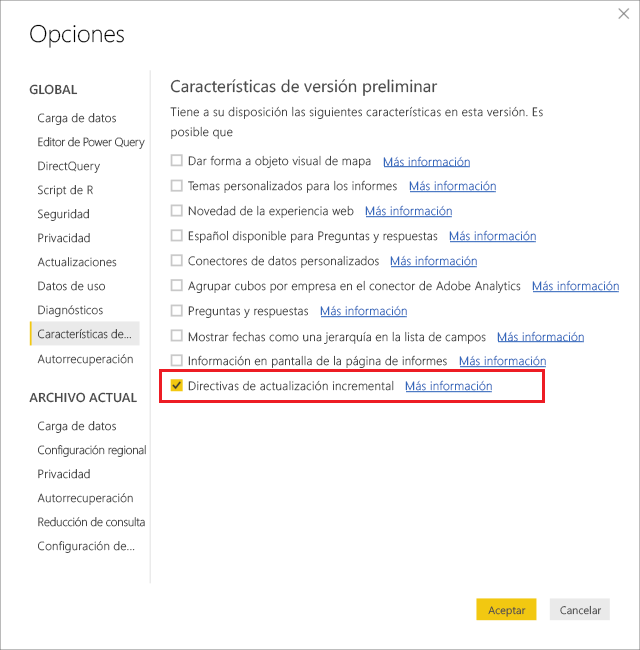 Opciones
GLOBAL
Carga de datos
Editor de Power Query
DirectQuery
Script de R
Seguridad
Privacidad
Actualizaciones
Datos de uso
Diagnósticos
Características de...
Autorrecuperación
ARCHIVO ACTUAL
Carga de datos
Configuración regional
Privacidad
Autorrecuperación
Reducción de consulta
Configuración de...
Características de versión preliminar
Tiene a su disposición las siguientes características en esta versión. Es
posible que
Dar forma a objeto visual de mapa Más información
Temas personalizados para los informes Más información
Novedad de la experiencia web Más información
Español disponible para Preguntas y respuestas Más información
Conectores de datos personalizados Más información
Agrupar cubos por empresa en el conector de Adobe Analytics Más información
Preguntas y respuestas Más información
Mostrar fechas como una jerarquía en la lista de campos Más información
Información en pantalla de la página de informes Más información
Directivas de actualización incremental Más información
Aceptar Cancelar